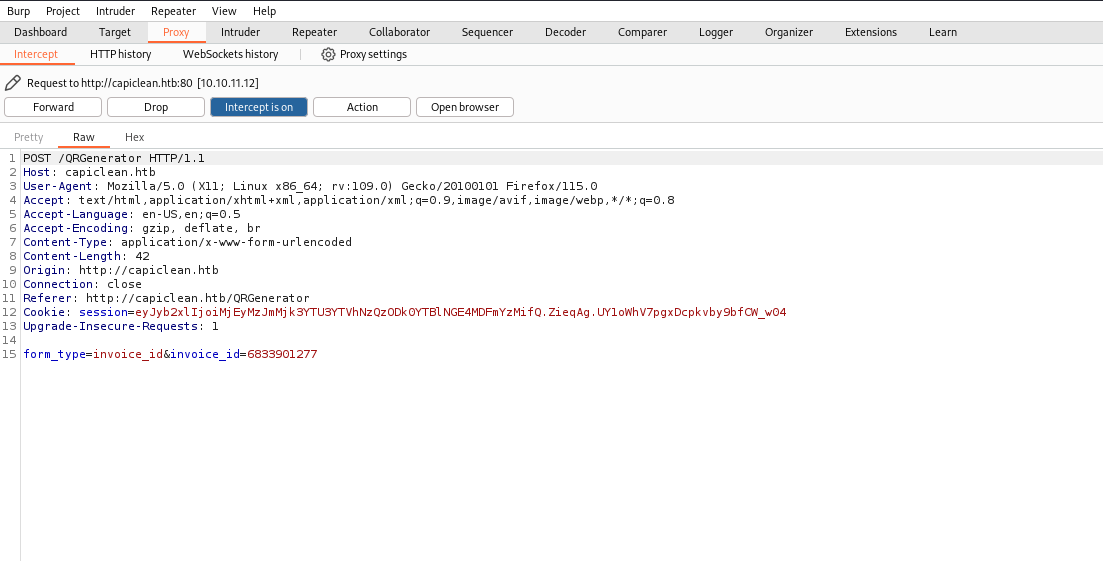 Burp Project Intruder Repeater View Help
Dashboard Target Proxy Intruder Repeater Collaborator Sequencer Decoder Comparer Logger Organizer Extensions Learn
Intercept HTTP history WebSockets history Proxy settings
Request to http://capiclean.htb:80 [10.10.11.12]
Forward Drop Intercept is on Action Open browser
Pretty Raw Hex
1 POST /QRGenerator HTTP/1.1
2 Host: capiclean.htb
3 User-Agent: Mozilla/5.0 (X11; Linux x86_64; rv:109.0) Gecko/20100101 Firefox/115.0
4 Accept: text/html,application/xhtml+xml,application/xml;q=0.9,image/avif,image/webp,*/*;q=0.8
5 Accept-Language: en-US,en;q=0.5
6 Accept-Encoding: gzip, deflate, br
7 Content-Type: application/x-www-form-urlencoded
8 Content-Length: 42
9 Origin: http://capiclean.htb
10 Connection: close
11 Referer: http://capiclean.htb/QRGenerator
12 Cookie: session=eyJyb2xlIjoiMjEyMzJmMjk3YTU3YTVhNzQzODk0YTBlNGE4MDFmYzMifQ.ZieqAg.UY1oWhV7pgxDcpkvby9bfCW_w04
13 Upgrade-Insecure-Requests: 1
14
15 form_type=invoice_id&invoice_id=6833901277